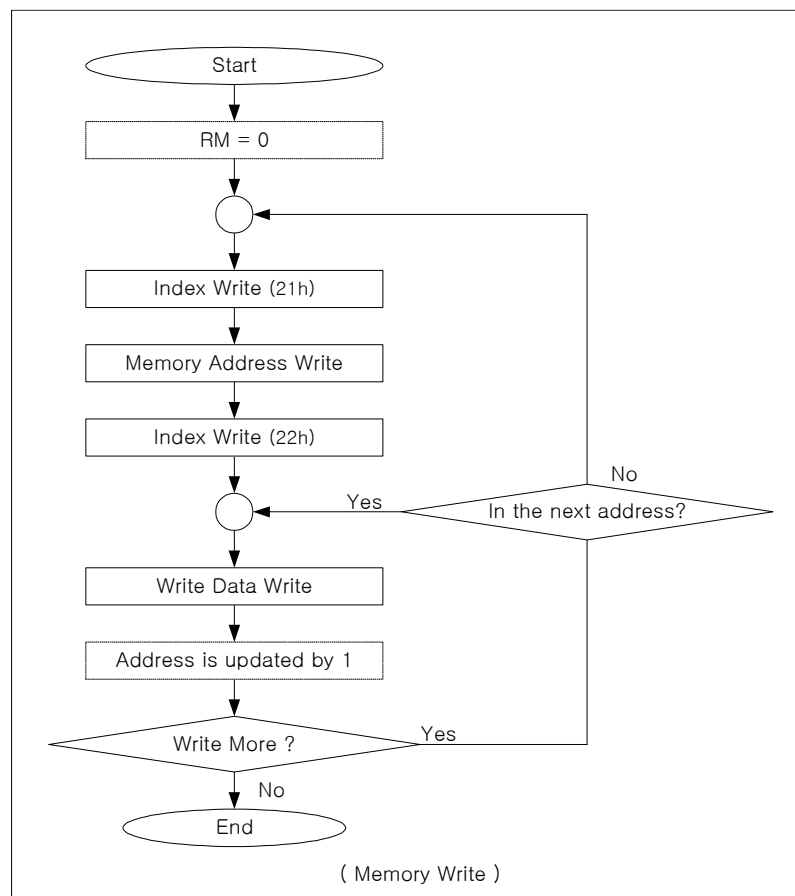 Start
RM = 0
Index Write (21h)
Memory Address Write
Index Write (22h)
No
Yes
In the next address?
Write Data Write
Address is updated by 1
Write More ?
Yes
No
End
( Memory Write )